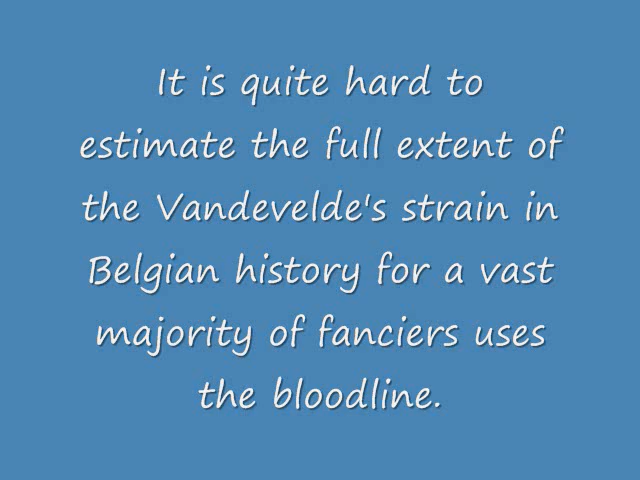 It is quite hard to
estimate the full extent of
the Vandevelde's strain in
Belgian history for a vast
majority of fanciers uses
the bloodline.